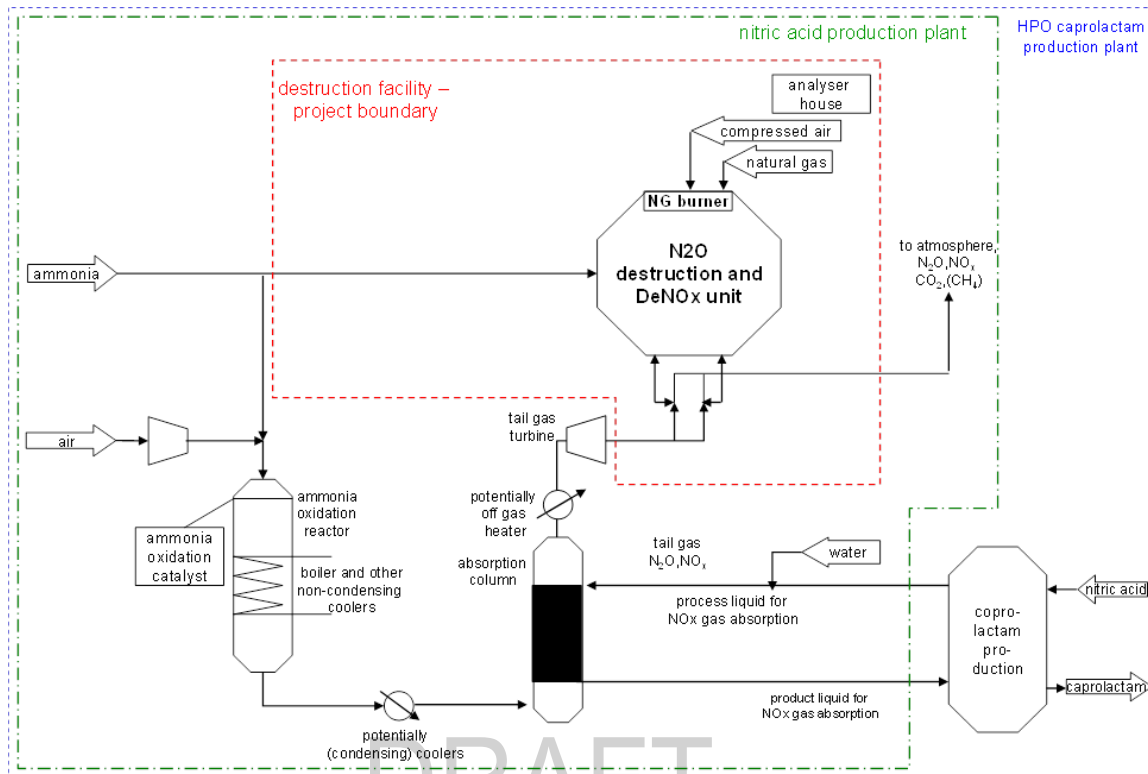 nitric acid production plant
HPO caprolactam
production plant
destruction facility –
project boundary
analyser
house
compressed air
natural gas
NG burner
N2O
destruction and
DeNOx unit
ammonia
to atmosphere,
N₂O,NOₓ
CO₂,(CH₄)
tail gas
turbine
air
potentially
off gas
heater
ammonia
oxidation
reactor
ammonia
oxidation
catalyst
boiler and other
non-condensing
coolers
absorption
column
tail gas
N₂O,NOₓ
water
process liquid for
NOx gas absorption
nitric acid
copro-
lactam
pro-
duction
caprolactam
product liquid for
NOx gas absorption
potentially
(condensing) coolers
DRAFT